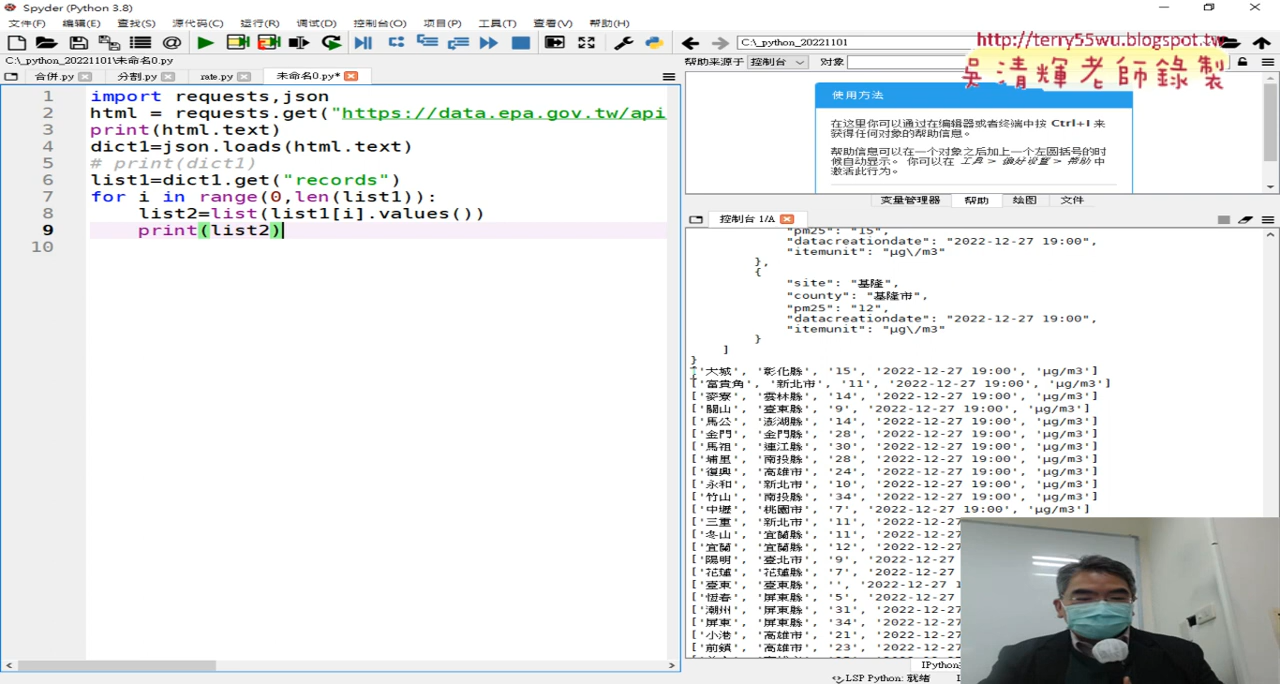 Spyder (Python 3.8)
文件(F) 编辑(E) 查找(S) 源代码(C) 运行(R) 调试(D) 控制台(O) 项目(P) 工具(T) 查看(V) 帮助(H)
C:\_python_20221101
http://terry55wu.blogspot.tw
吳清輝老師錄製
C:\_python_20221101\未命名0.py
合併.py 分割.py rate.py 未命名0.py*
帮助来源于 控制台 对象
1 import requests,json
2 html = requests.get("https://data.epa.gov.tw/api
3 print(html.text)
4 dict1=json.loads(html.text)
5 # print(dict1)
6 list1=dict1.get("records")
7 for i in range(0,len(list1)):
8 list2=list(list1[i].values())
9 print(list2)
10
使用方法
在这里你可以通过在编辑器或者终端中按 Ctrl+I 来
获得任何对象的帮助信息。
帮助信息可以在一个对象之后加上一个左圆括号的时
候自动显示。 你可以在 工具 > 偏好设置 > 帮助 中
激活此行为。
变量管理器 帮助 绘图 文件
控制台 1/A
"pm25": "15",
"datacreationdate": "2022-12-27 19:00",
"itemunit": "μg\/m3"
},
{
"site": "基隆",
"county": "基隆市",
"pm25": "12",
"datacreationdate": "2022-12-27 19:00",
"itemunit": "μg\/m3"
}
]
}
['大城', '彰化縣', '15', '2022-12-27 19:00', 'μg/m3']
['富貴角', '新北市', '11', '2022-12-27 19:00', 'μg/m3']
['麥寮', '雲林縣', '14', '2022-12-27 19:00', 'μg/m3']
['關山', '臺東縣', '9', '2022-12-27 19:00', 'μg/m3']
['馬公', '澎湖縣', '14', '2022-12-27 19:00', 'μg/m3']
['金門', '金門縣', '28', '2022-12-27 19:00', 'μg/m3']
['馬祖', '連江縣', '30', '2022-12-27 19:00', 'μg/m3']
['埔里', '南投縣', '28', '2022-12-27 19:00', 'μg/m3']
['復興', '高雄市', '24', '2022-12-27 19:00', 'μg/m3']
['永和', '新北市', '10', '2022-12-27 19:00', 'μg/m3']
['竹山', '南投縣', '34', '2022-12-27 19:00', 'μg/m3']
['中壢', '桃園市', '7', '2022-12-27 19:00', 'μg/m3']
['三重', '新北市', '11', '2022-12-27
['冬山', '宜蘭縣', '11', '2022-12-27
['宜蘭', '宜蘭縣', '12', '2022-12-27
['陽明', '臺北市', '9', '2022-12-27 1
['花蓮', '花蓮縣', '7', '2022-12-27 1
['臺東', '臺東縣', '', '2022-12-27 19
['恆春', '屏東縣', '5', '2022-12-27 1
['潮州', '屏東縣', '31', '2022-12-27
['屏東', '屏東縣', '34', '2022-12-27
['小港', '高雄市', '21', '2022-12-27
['前鎮', '高雄市', '23', '2022-12-27
IPython
LSP Python: 就绪